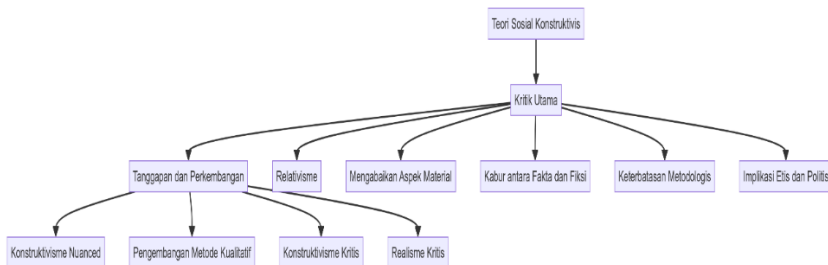 Teori Sosial Konstruktivis
Kritik Utama
Tanggapan dan Perkembangan
Relativisme
Mengabaikan Aspek Material
Kabur antara Fakta dan Fiksi
Keterbatasan Metodologis
Implikasi Etis dan Politis
Konstruktivisme Nuanced
Pengembangan Metode Kualitatif
Konstruktivisme Kritis
Realisme Kritis